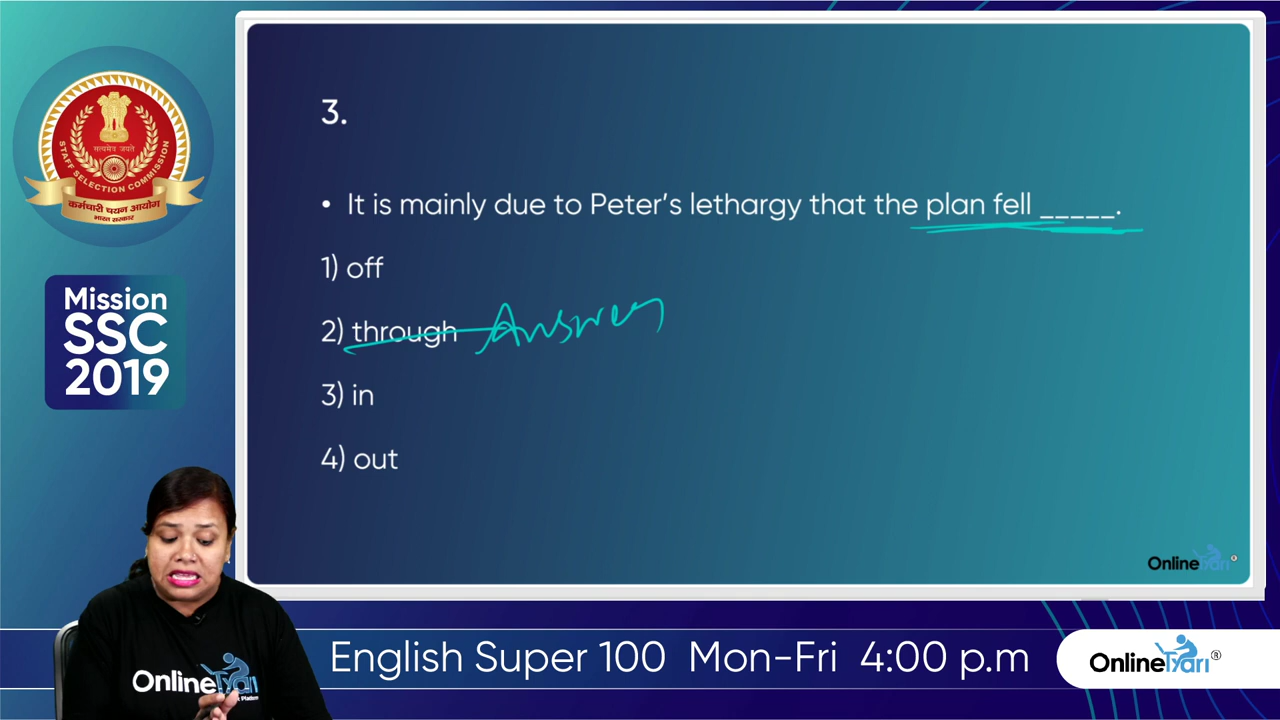 STAFF SELECTION COMMISSION
सत्यमेव जयते
कर्मचारी चयन आयोग
भारत सरकार
Mission
SSC
2019
3.
• It is mainly due to Peter's lethargy that the plan fell _____.
1) off
2) through Answer
3) in
4) out
OnlineTyari
OnlineTyari
English Super 100 Mon-Fri 4:00 p.m
OnlineTyari®